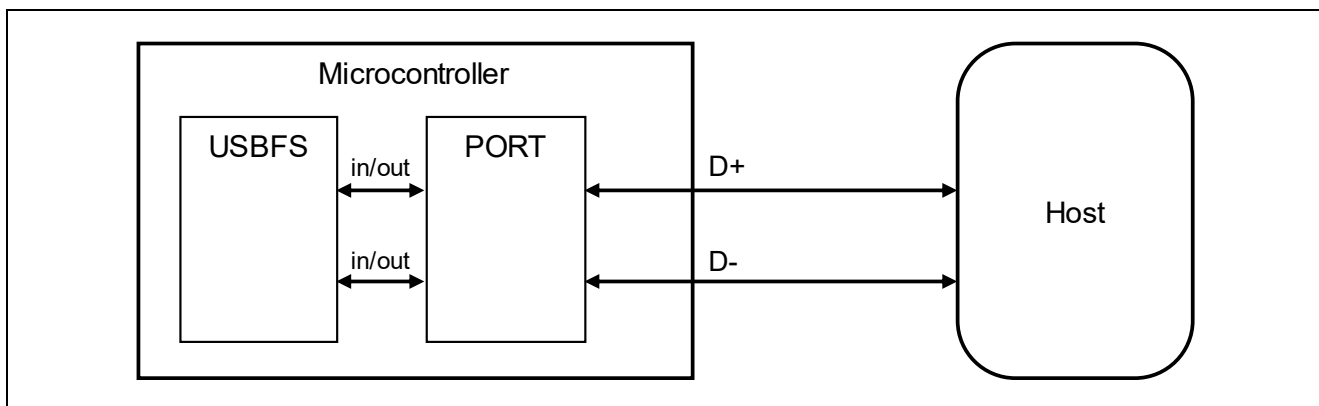 Microcontroller
USBFS
PORT
in/out
D+
Host
in/out
D-